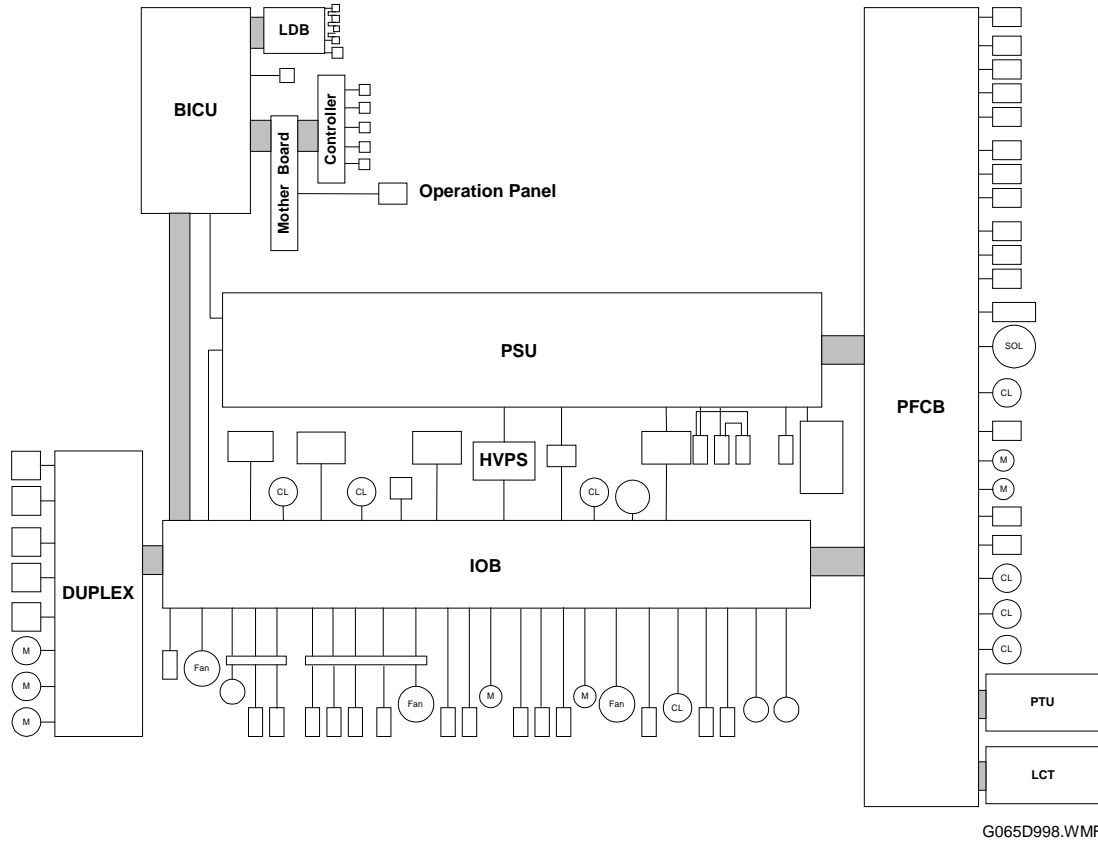 LDB
BICU
Controller
Mother Board
Operation Panel
PSU
SOL
CL
PFCB
HVPS
M
CL
CL
CL
M
IOB
DUPLEX
CL
CL
M
Fan
CL
M
M
M
Fan
CL
Fan
PTU
M
LCT
G065D998.WMF